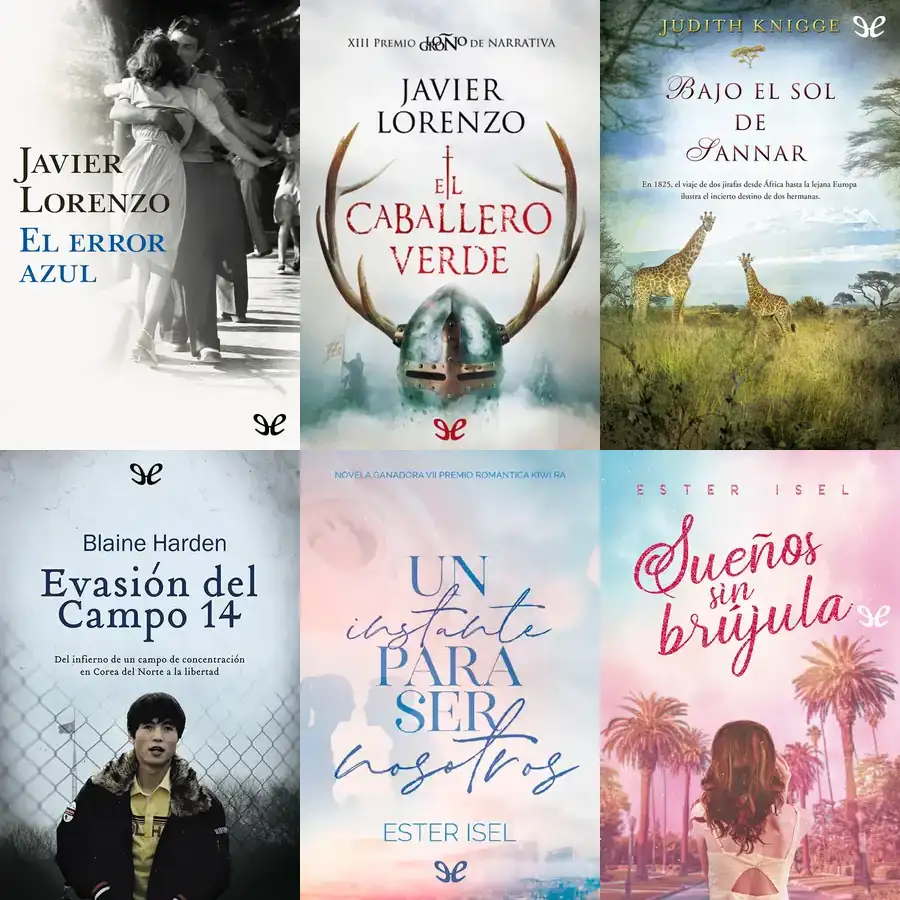 JAVIER
LORENZO
EL ERROR
AZUL
XIII PREMIO LOGROÑO DE NARRATIVA
JAVIER
LORENZO
EL
CABALLERO
VERDE
JUDITH KNIGGE
BAJO EL SOL
DE
SANNAR
En 1825, el viaje de dos jirafas desde África hasta la lejana Europa
ilustra el incierto destino de dos hermanas.
Blaine Harden
Evasión del
Campo 14
Del infierno de un campo de concentración
en Corea del Norte a la libertad
NOVELA GANADORA VII PREMIO ROMANTICA KIWI RA
UN
instante
PARA
SER
nosotros
ESTER ISEL
ESTER ISEL
Sueños
sin
brújula